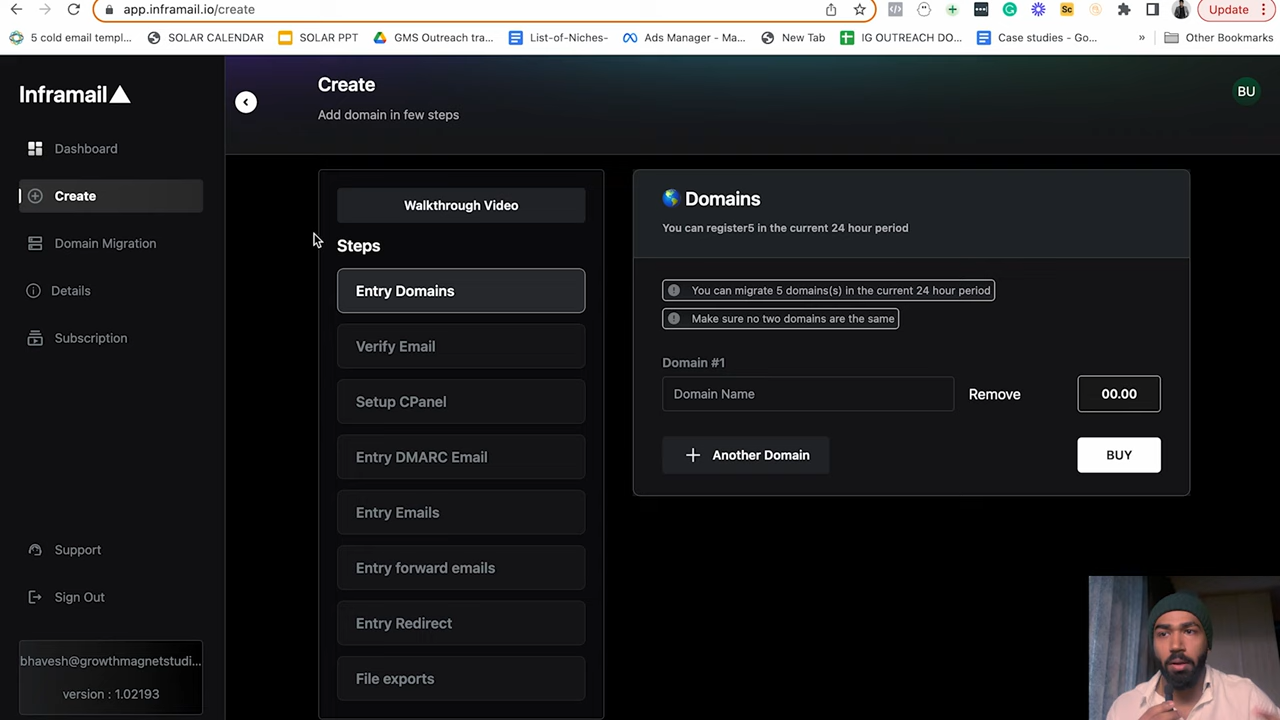 app.inframail.io/create
Update
5 cold email templ...
SOLAR CALENDAR
SOLAR PPT
GMS Outreach tra...
List-of-Niches-
Ads Manager - Ma...
New Tab
IG OUTREACH DO...
Case studies - Go...
»
Other Bookmarks
Inframail
Create
Add domain in few steps
BU
Dashboard
Create
Domain Migration
Details
Subscription
Support
Sign Out
bhavesh@growthmagnetstudi...
version : 1.02193
Walkthrough Video
Steps
Entry Domains
Verify Email
Setup CPanel
Entry DMARC Email
Entry Emails
Entry forward emails
Entry Redirect
File exports
Domains
You can register5 in the current 24 hour period
You can migrate 5 domains(s) in the current 24 hour period
Make sure no two domains are the same
Domain #1
Domain Name
Remove
00.00
+ Another Domain
BUY